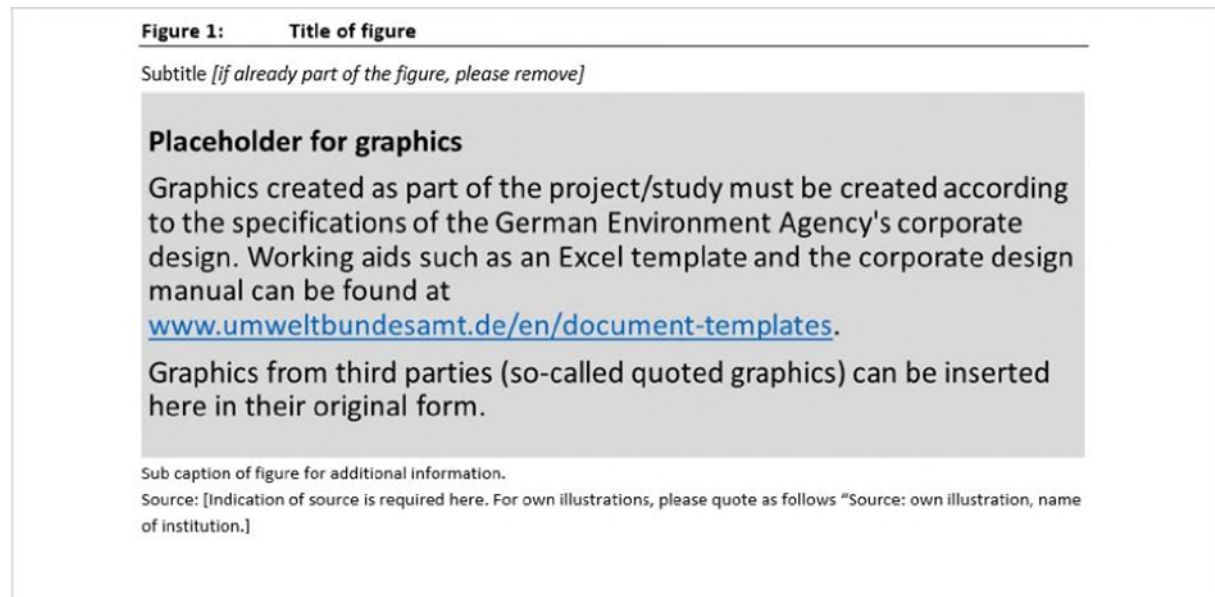 Figure 1: Title of figure
Subtitle [if already part of the figure, please remove]
Placeholder for graphics
Graphics created as part of the project/study must be created according
to the specifications of the German Environment Agency's corporate
design. Working aids such as an Excel template and the corporate design
manual can be found at
www.umweltbundesamt.de/en/document-templates.
Graphics from third parties (so-called quoted graphics) can be inserted
here in their original form.
Sub caption of figure for additional information.
Source: [Indication of source is required here. For own illustrations, please quote as follows “Source: own illustration, name
of institution.]